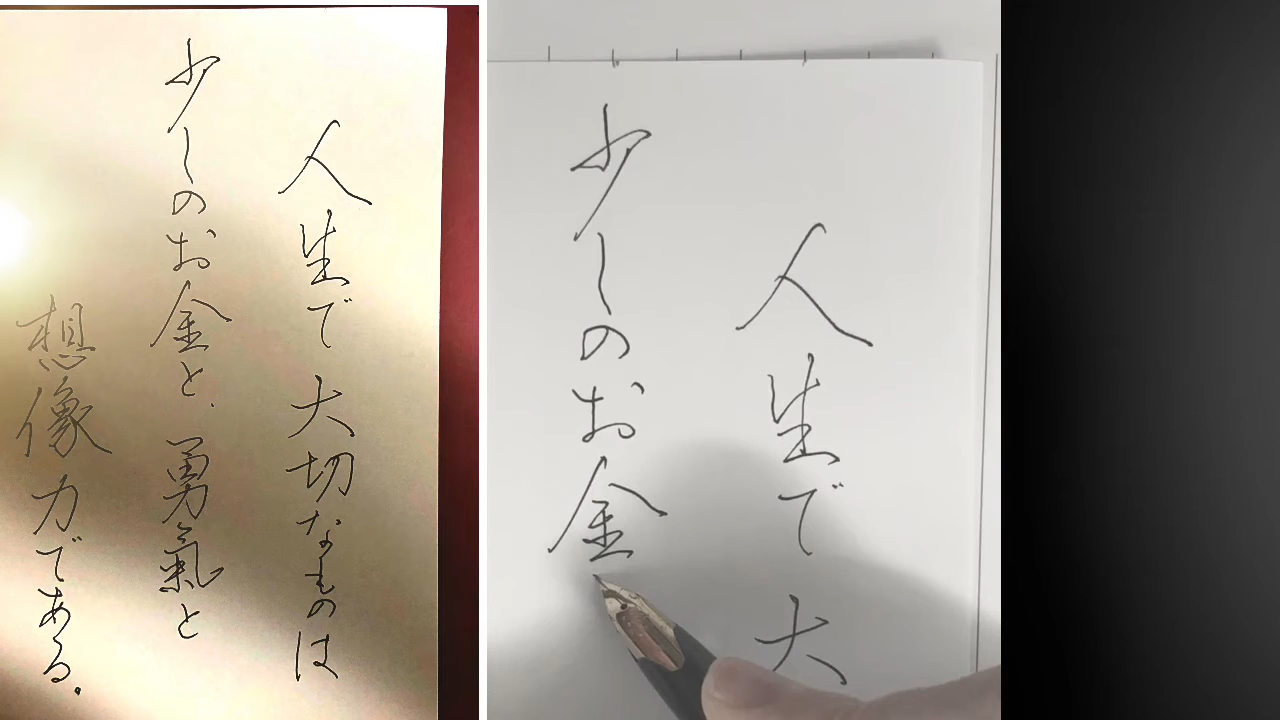 人生で大切なものは
少しのお金と、勇氣と
想像力である。
人生で大
少しのお金